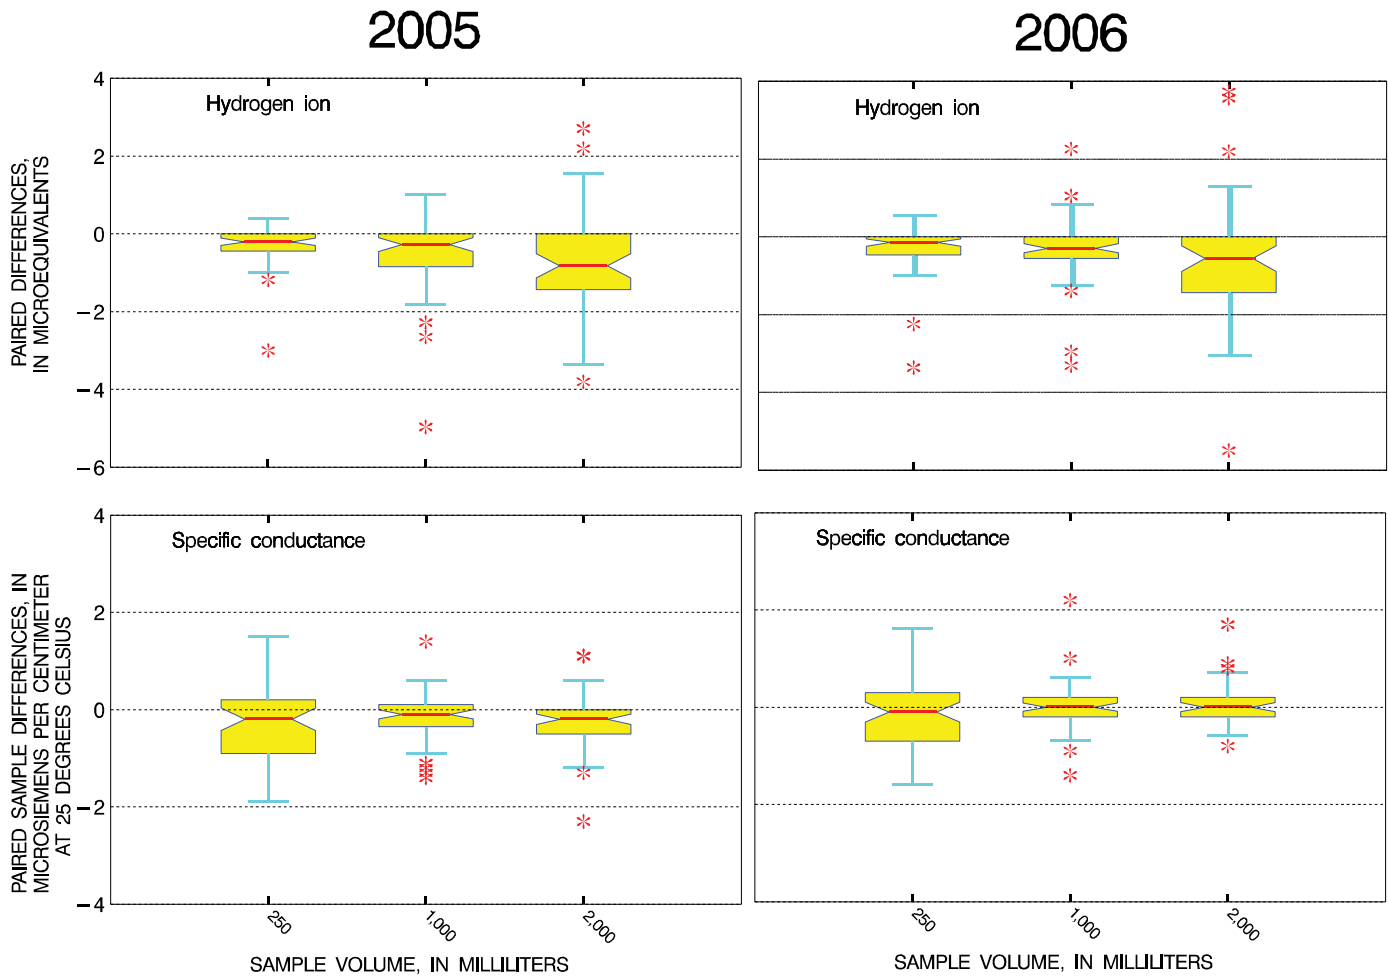 2005
2006
4
Hydrogen ion
Hydrogen ion
2
PAIRED DIFFERENCES,
IN MICROEQUIVALENTS
0
−2
−4
−6
4
Specific conductance
Specific conductance
2
PAIRED SAMPLE DIFFERENCES, IN
MICROSIEMENS PER CENTIMETER
AT 25 DEGREES CELSIUS
0
−2
−4
250
1,000
2,000
250
1,000
2,000
SAMPLE VOLUME, IN MILLILITERS
SAMPLE VOLUME, IN MILLILITERS